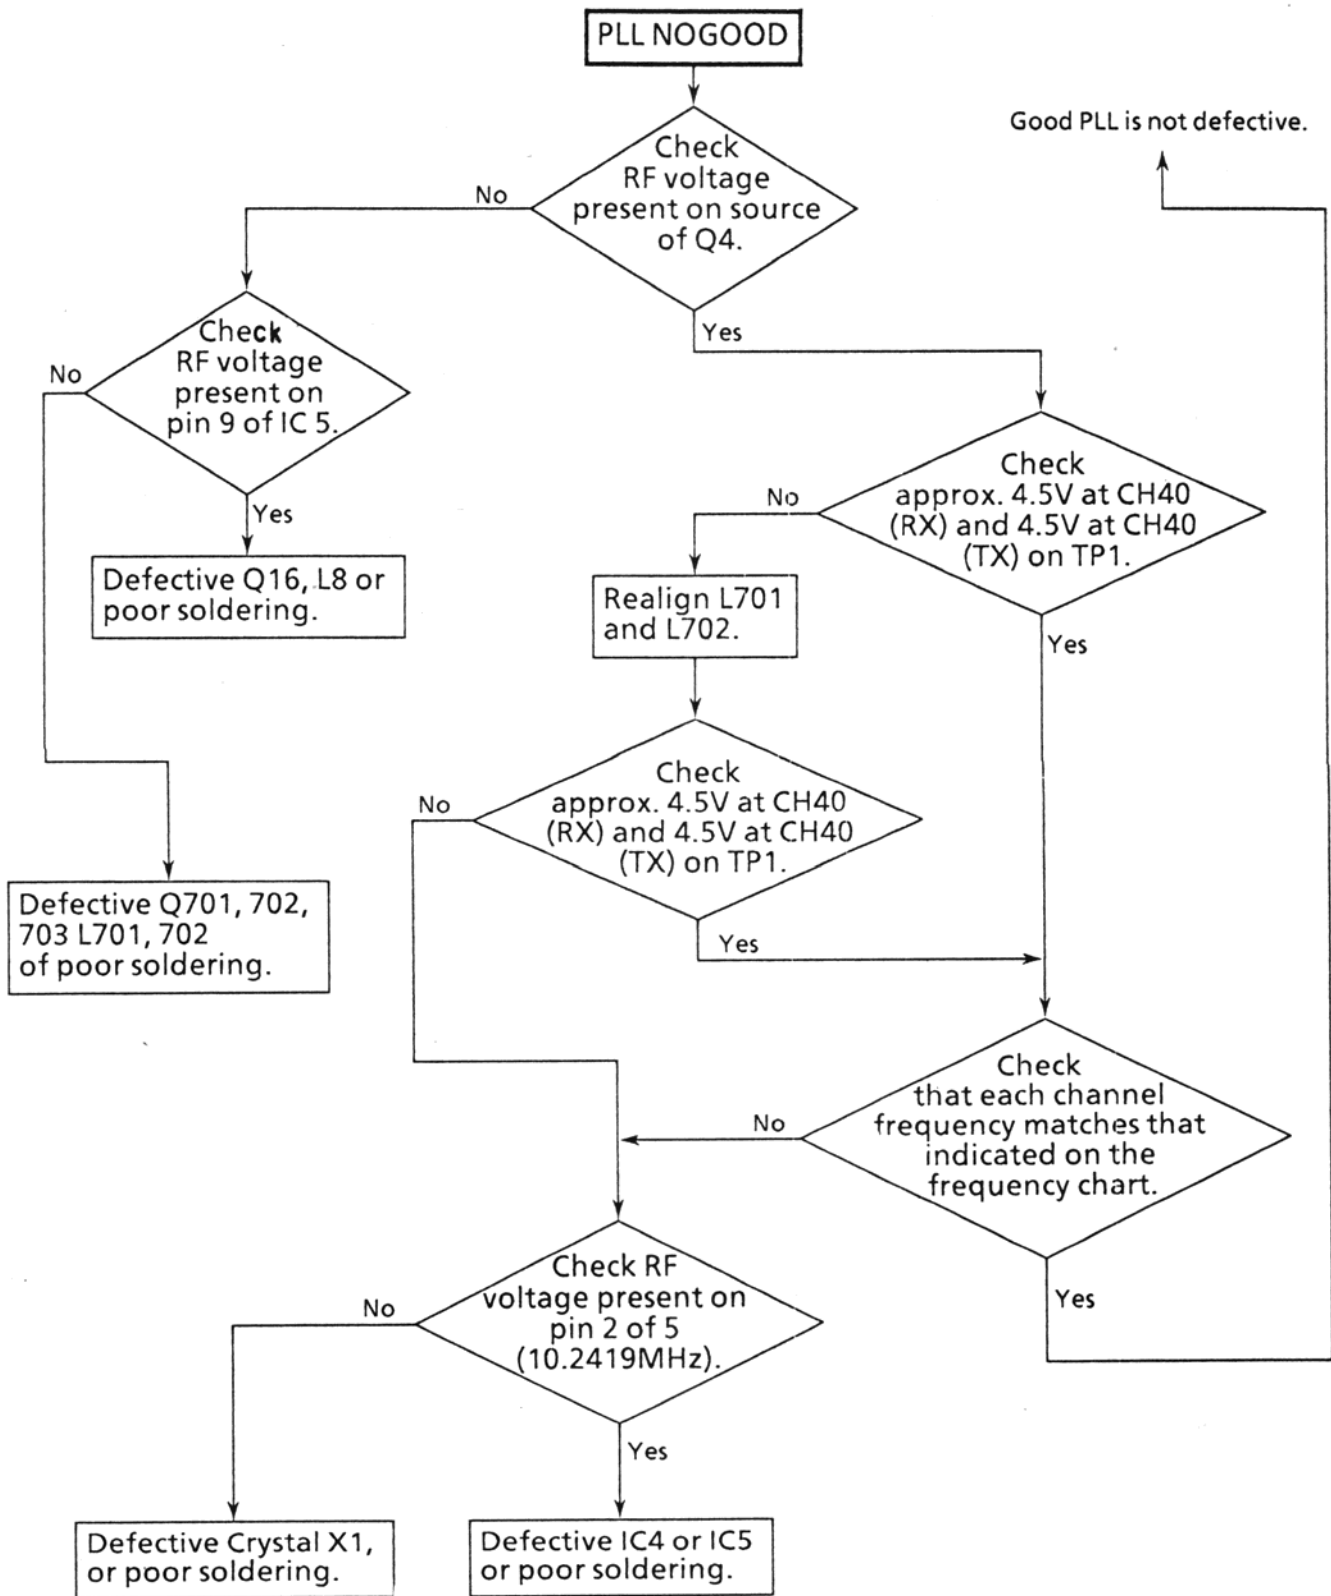 PLL NOGOOD
Good PLL is not defective.
Check
RF voltage
present on source
of Q4.
No
Yes
Check
RF voltage
present on
pin 9 of IC 5.
No
Yes
Defective Q16, L8 or
poor soldering.
Check
approx. 4.5V at CH40
(RX) and 4.5V at CH40
(TX) on TP1.
No
Yes
Realign L701
and L702.
Check
approx. 4.5V at CH40
(RX) and 4.5V at CH40
(TX) on TP1.
No
Yes
Defective Q701, 702,
703 L701, 702
of poor soldering.
Check
that each channel
frequency matches that
indicated on the
frequency chart.
No
Yes
Check RF
voltage present on
pin 2 of 5
(10.2419MHz).
No
Yes
Defective Crystal X1,
or poor soldering.
Defective IC4 or IC5
or poor soldering.